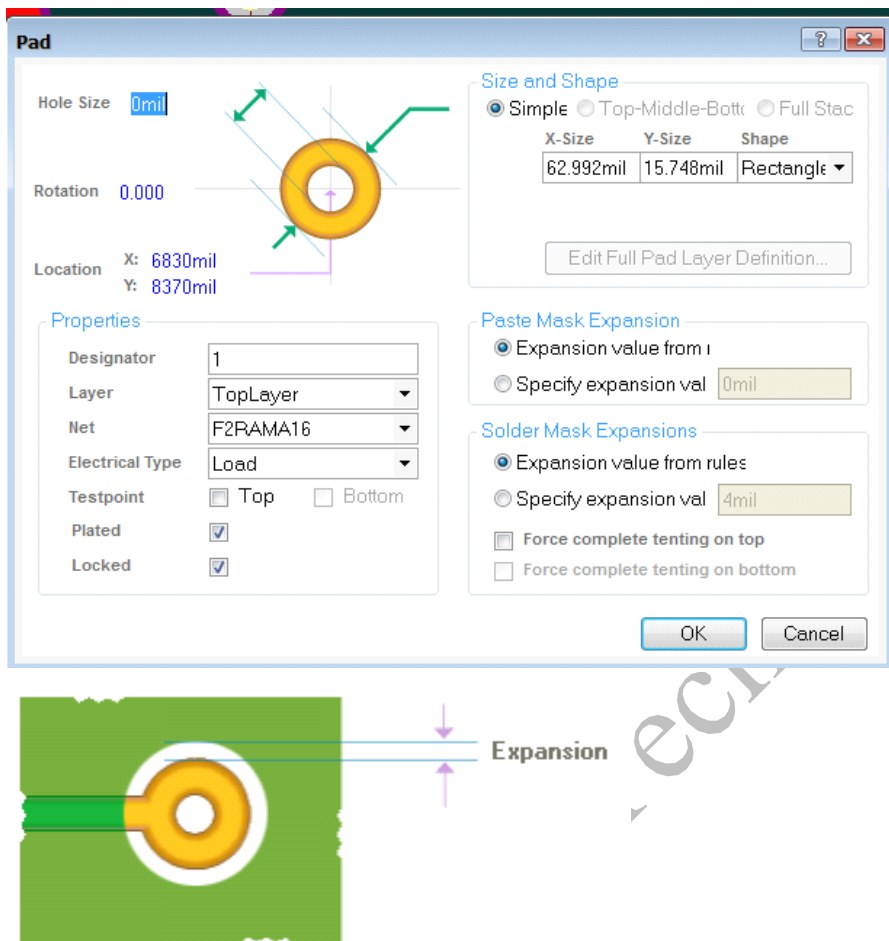 Pad
Hole Size 0mil
Rotation 0.000
Location X: 6830mil
Y: 8370mil
Size and Shape
Simple Top-Middle-Botto Full Stac
X-Size Y-Size Shape
62.992mil 15.748mil Rectangle
Edit Full Pad Layer Definition...
Properties
Designator 1
Layer TopLayer
Net F2RAMA16
Electrical Type Load
Testpoint Top Bottom
Plated
Locked
Paste Mask Expansion
Expansion value from r
Specify expansion val 0mil
Solder Mask Expansions
Expansion value from rules
Specify expansion val 4mil
Force complete tenting on top
Force complete tenting on bottom
OK Cancel
Expansion